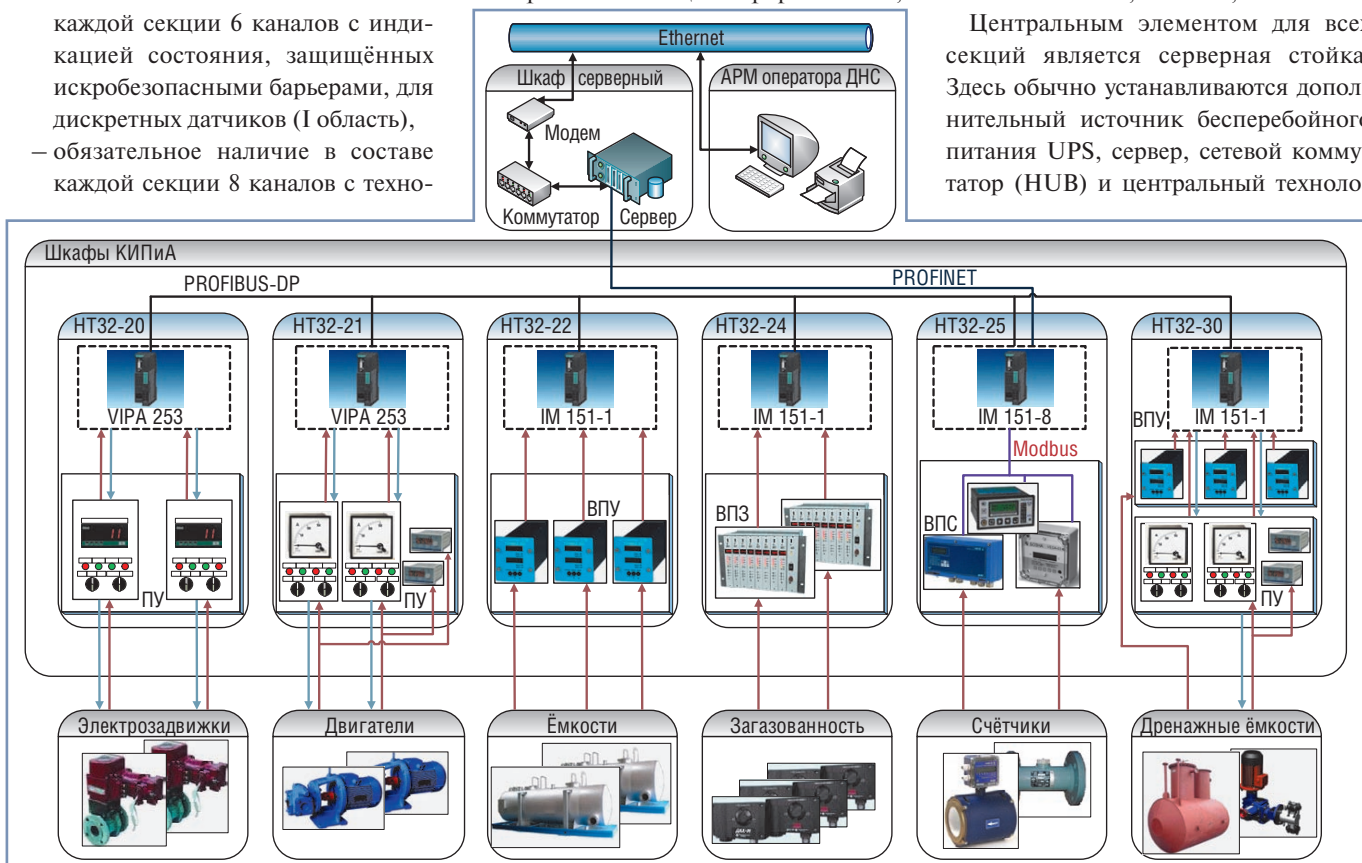 каждой секции 6 каналов с инди-
кацией состояния, защищённых
искробезопасными барьерами, для
дискретных датчиков (I область),
– обязательное наличие в составе
каждой секции 8 каналов с техно-
Центральным элементом для всех
секций является серверная стойка
Здесь обычно устанавливаются допол
нительный источник бесперебойного
питания UPS, сервер, сетевой комму
татор (HUB) и центральный техноло
Ethernet
Шкаф серверный
АРМ оператора ДНС
Модем
Коммутатор
Сервер
Шкафы КИПиА
PROFIBUS-DP
PROFINET
НТ32-20
НТ32-21
НТ32-22
НТ32-24
НТ32-25
НТ32-30
VIPA 253
VIPA 253
IM 151-1
IM 151-1
IM 151-8
IM 151-1
Modbus
ВПУ
ВПУ
ВПЗ
ВПС
ПУ
ПУ
ПУ
Электрозадвижки
Двигатели
Ёмкости
Загазованность
Счётчики
Дренажные ёмкости